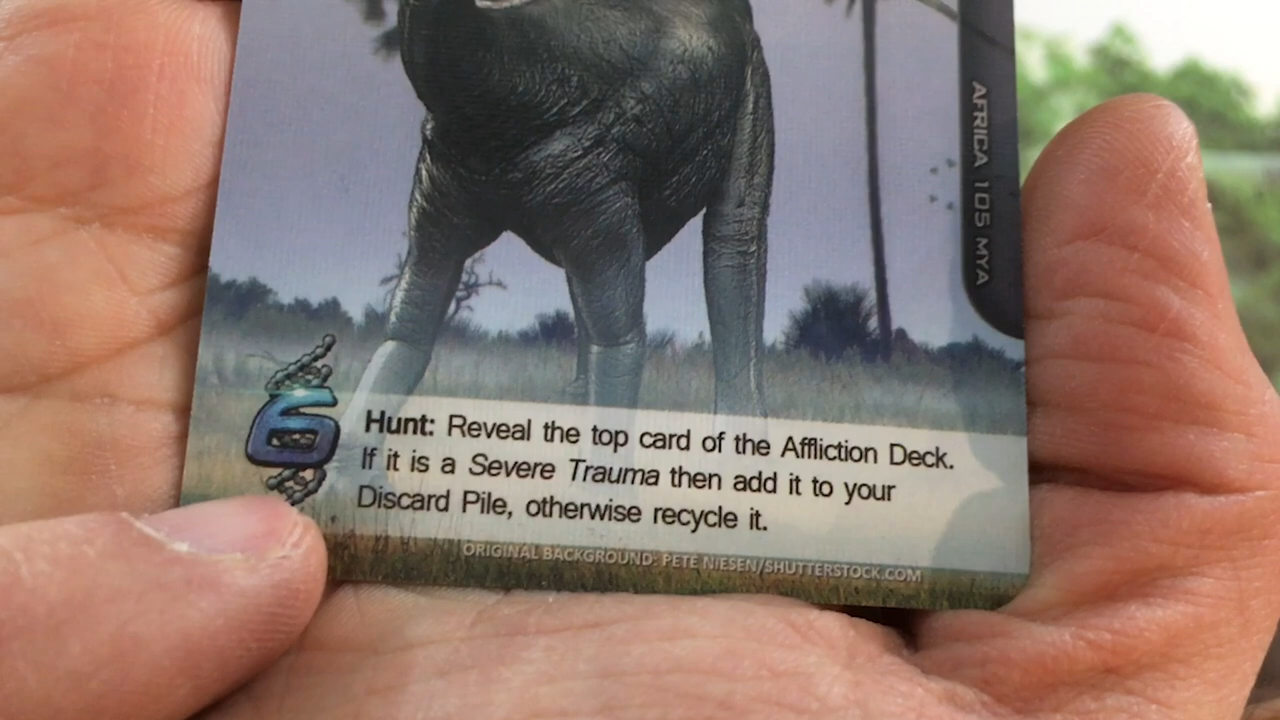 AFRICA 105 MYA
6
Hunt: Reveal the top card of the Affliction Deck.
If it is a Severe Trauma then add it to your
Discard Pile, otherwise recycle it.
ORIGINAL BACKGROUND: PETE NIESEN/SHUTTERSTOCK.COM